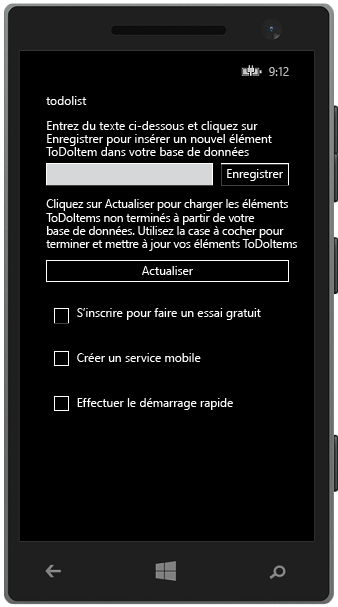 9:12
todolist
Entrez du texte ci-dessous et cliquez sur
Enregistrer pour insérer un nouvel élément
ToDoItem dans votre base de données
Enregistrer
Cliquez sur Actualiser pour charger les éléments
ToDoItems non terminés à partir de votre
base de données. Utilisez la case à cocher pour
terminer et mettre à jour vos éléments ToDoItems
Actualiser
S'inscrire pour faire un essai gratuit
Créer un service mobile
Effectuer le démarrage rapide